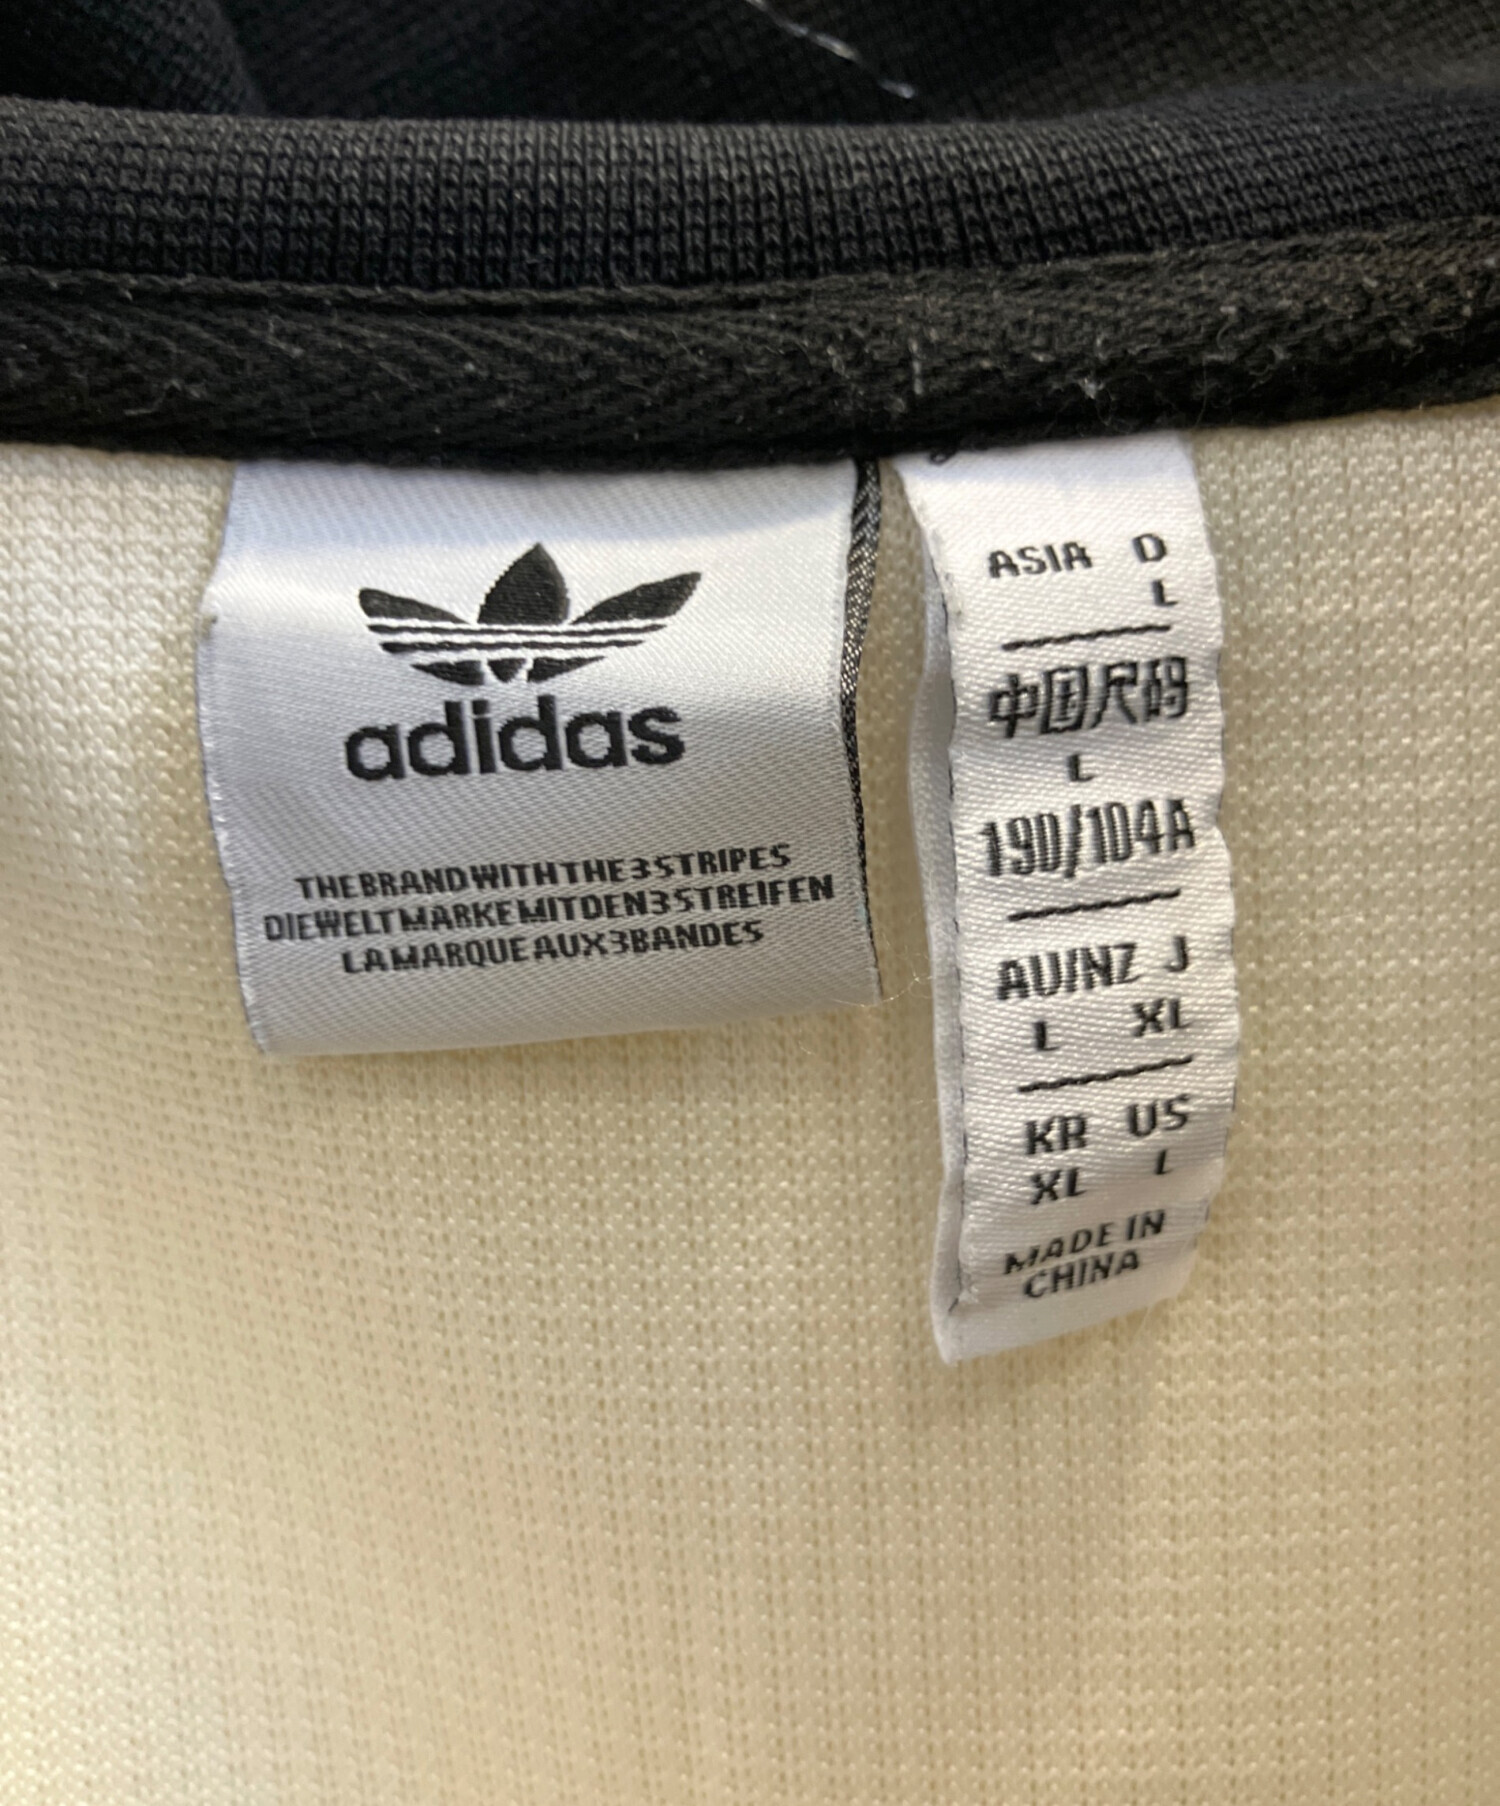 adidas
THE BRAND WITH THE 3 STRIPES
DIE WELTMARKE MIT DEN 3 STREIFEN
LA MARQUE AUX 3 BANDES
ASIA D
L
中国尺码
L
190/104A
AU/NZ J
L XL
KR US
XL L
MADE IN
CHINA